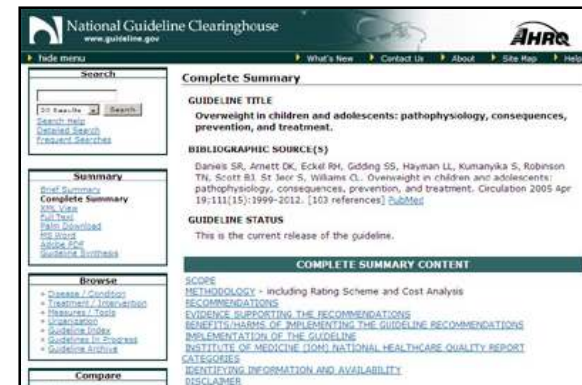 National Guideline Clearinghouse
www.guideline.gov
AHRQ
hide menu
What's New Contact Us About Site Map Help
Search
20 Results Search
Search Help
Detailed Search
Frequent Searches
Summary
Brief Summary
Complete Summary
XML View
Full Text
Palm Download
MS Word
Adobe PDF
Guideline Synthesis
Browse
Disease / Condition
Treatment / Intervention
Measures / Tools
Organization
Guideline Index
Guidelines In Progress
Guideline Archive
Compare
Complete Summary
GUIDELINE TITLE
Overweight in children and adolescents: pathophysiology, consequences,
prevention, and treatment.
BIBLIOGRAPHIC SOURCE(S)
Daniels SR, Arnett DK, Eckel RH, Gidding SS, Hayman LL, Kumanyika S, Robinson
TN, Scott BJ, St Jeor S, Williams CL. Overweight in children and adolescents:
pathophysiology, consequences, prevention, and treatment. Circulation 2005 Apr
19;111(15):1999-2012. [103 references] PubMed
GUIDELINE STATUS
This is the current release of the guideline.
COMPLETE SUMMARY CONTENT
SCOPE
METHODOLOGY - including Rating Scheme and Cost Analysis
RECOMMENDATIONS
EVIDENCE SUPPORTING THE RECOMMENDATIONS
BENEFITS/HARMS OF IMPLEMENTING THE GUIDELINE RECOMMENDATIONS
IMPLEMENTATION OF THE GUIDELINE
INSTITUTE OF MEDICINE (IOM) NATIONAL HEALTHCARE QUALITY REPORT
CATEGORIES
IDENTIFYING INFORMATION AND AVAILABILITY
DISCLAIMER